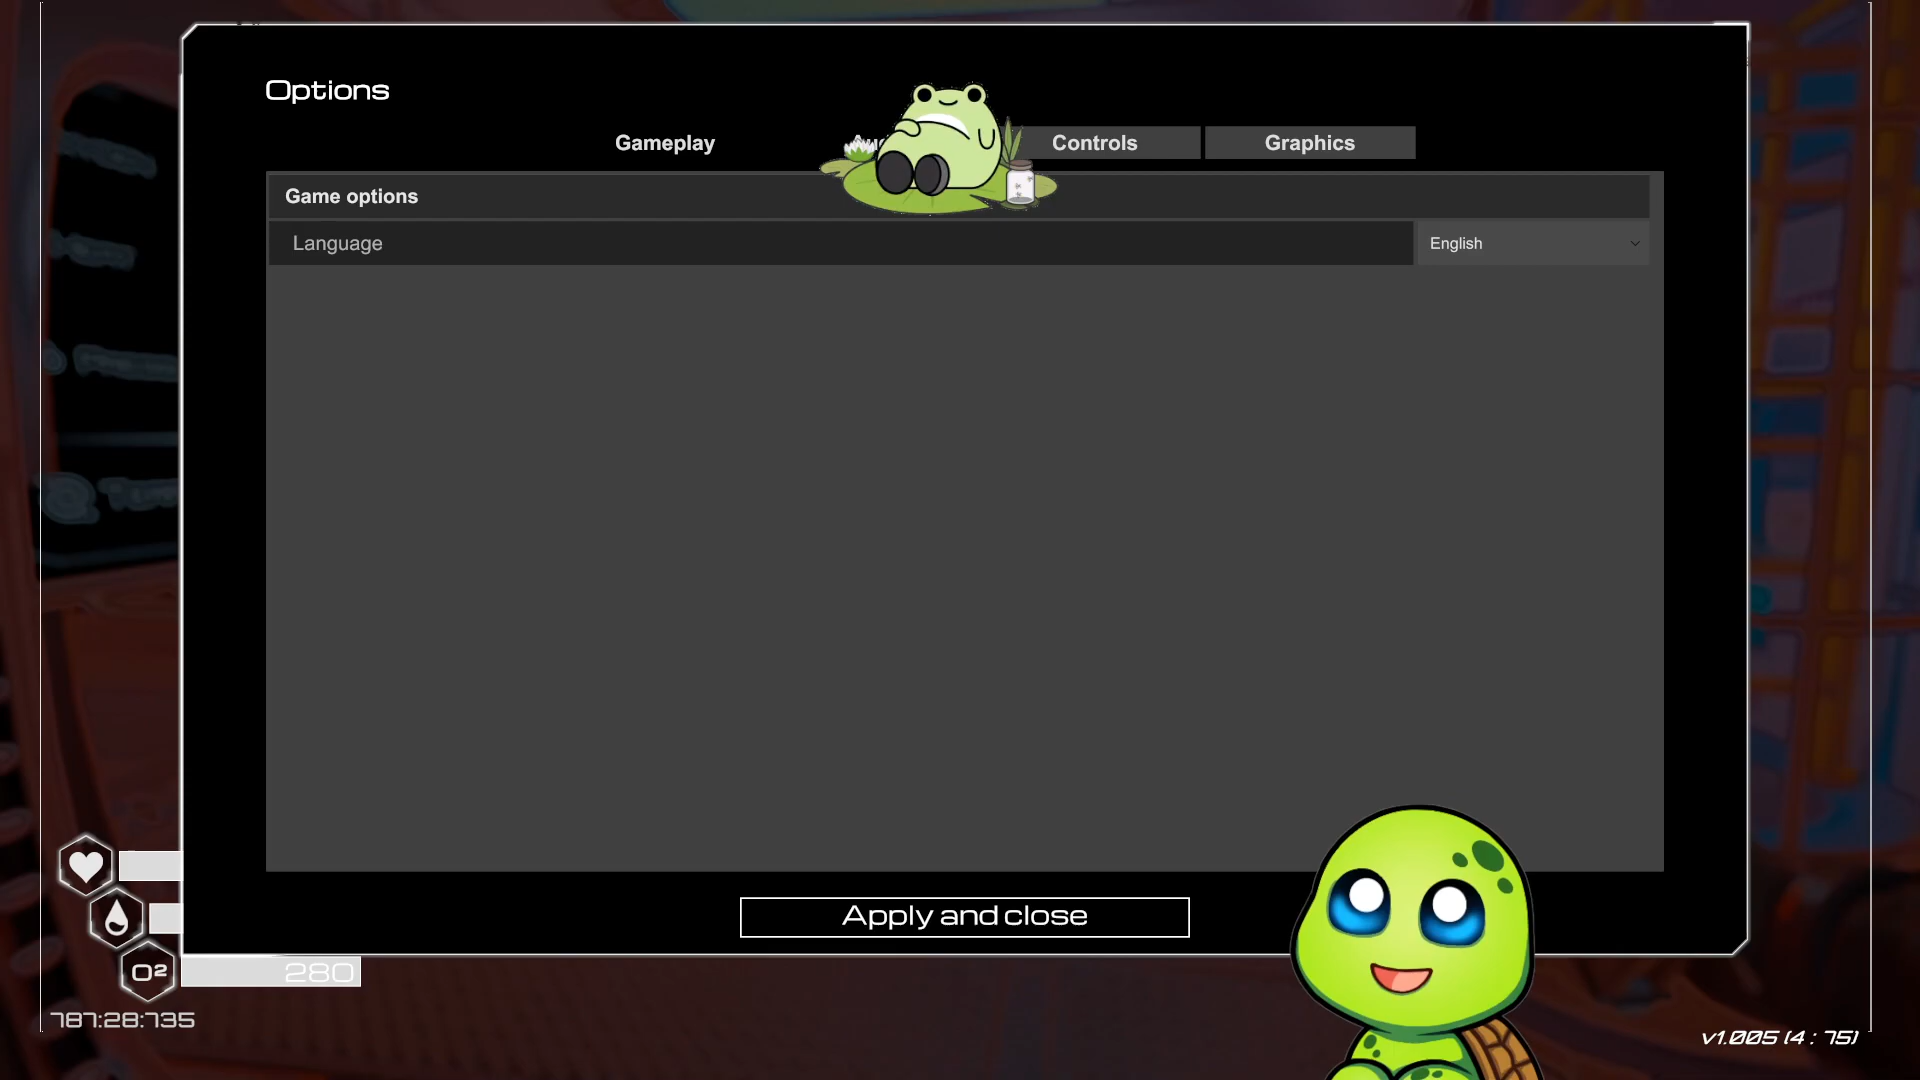 Options
Gameplay
Controls
Graphics
Game options
Language
English
Apply and close
O²
280
787:28:735
v1.005 (4 : 75)